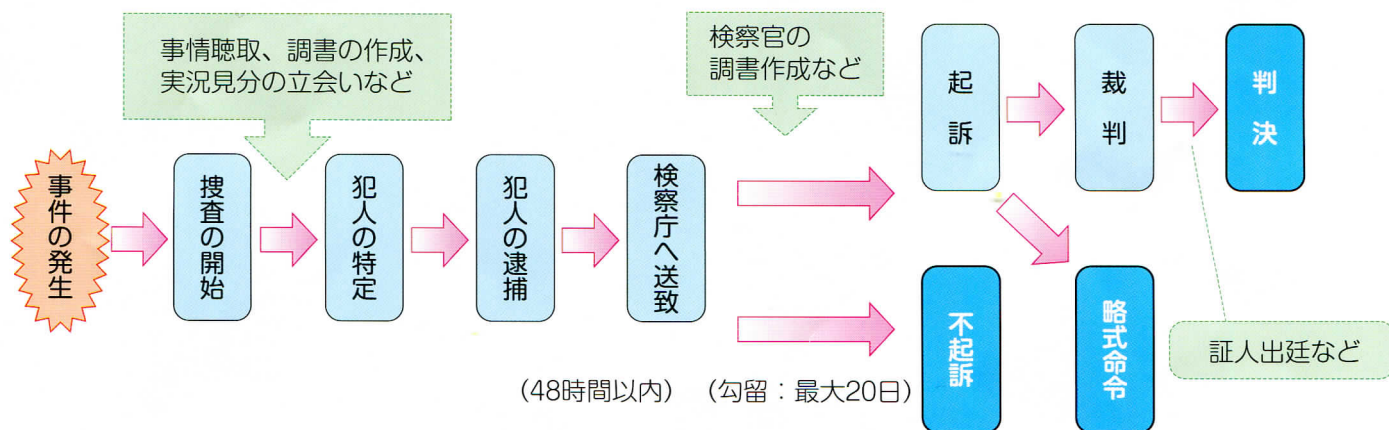 事情聴取、調書の作成、
実況見分の立会いなど
検察官の
調書作成など
事件の発生
捜査の開始
犯人の特定
犯人の逮捕
検察庁へ送致
起訴
裁判
判決
不起訴
略式命令
証人出廷など
(48時間以内) (勾留：最大20日)